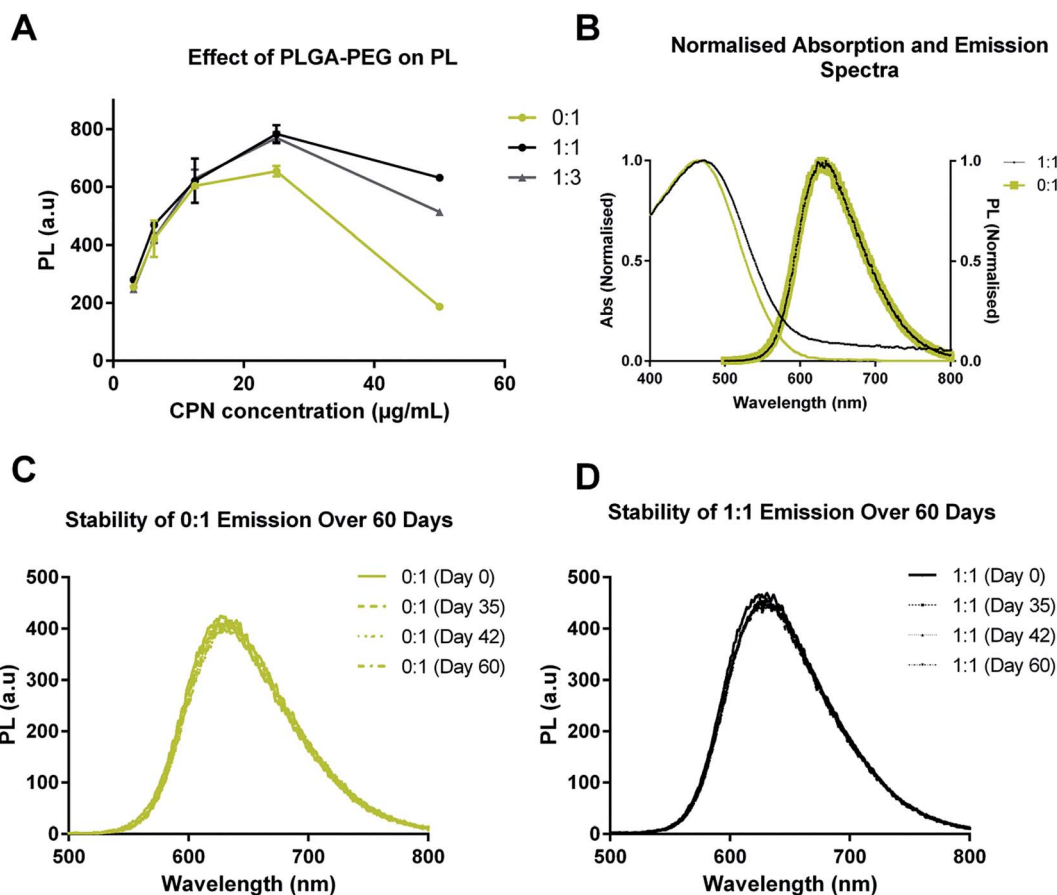 A
Effect of PLGA-PEG on PL
PL (a.u)
800
600
400
200
0
0
20
40
60
CPN concentration (µg/mL)
0:1
1:1
1:3
B
Normalised Absorption and Emission
Spectra
Abs (Normalised)
1.0
0.5
0.0
400
500
600
700
800
Wavelength (nm)
1.0
0.5
0.0
PL (Normalised)
1:1
0:1
C
Stability of 0:1 Emission Over 60 Days
PL (a.u)
500
400
300
200
100
0
500
600
700
800
Wavelength (nm)
0:1 (Day 0)
0:1 (Day 35)
0:1 (Day 42)
0:1 (Day 60)
D
Stability of 1:1 Emission Over 60 Days
PL (a.u)
500
400
300
200
100
0
500
600
700
800
Wavelength (nm)
1:1 (Day 0)
1:1 (Day 35)
1:1 (Day 42)
1:1 (Day 60)